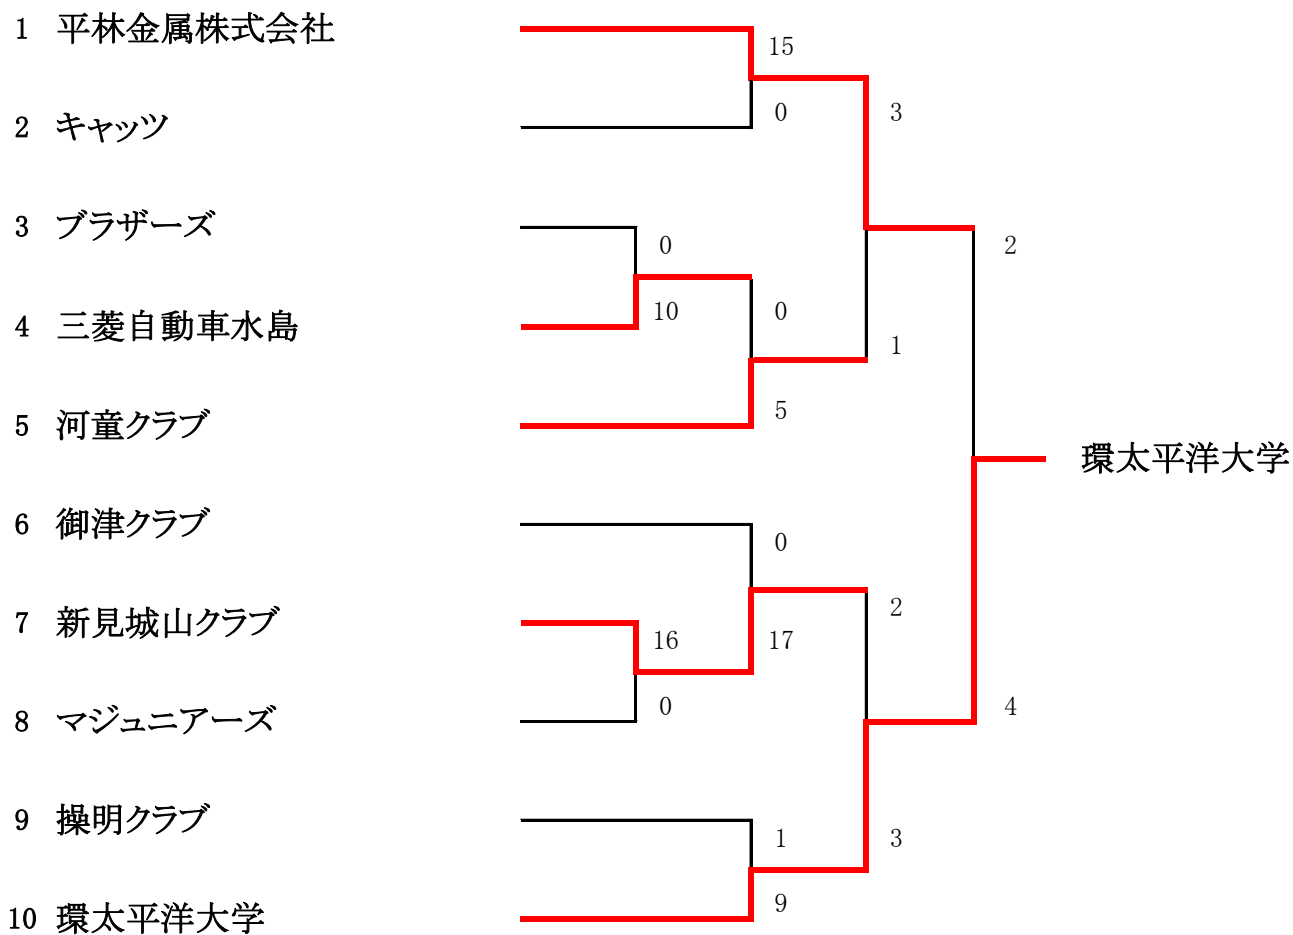 1 平林金属株式会社
15
2 キャッツ
0
3
3 ブラザーズ
0
2
4 三菱自動車水島
10
0
1
5 河童クラブ
5
環太平洋大学
6 御津クラブ
0
2
7 新見城山クラブ
16
17
8 マジュニアーズ
0
4
9 操明クラブ
1
3
9
10 環太平洋大学